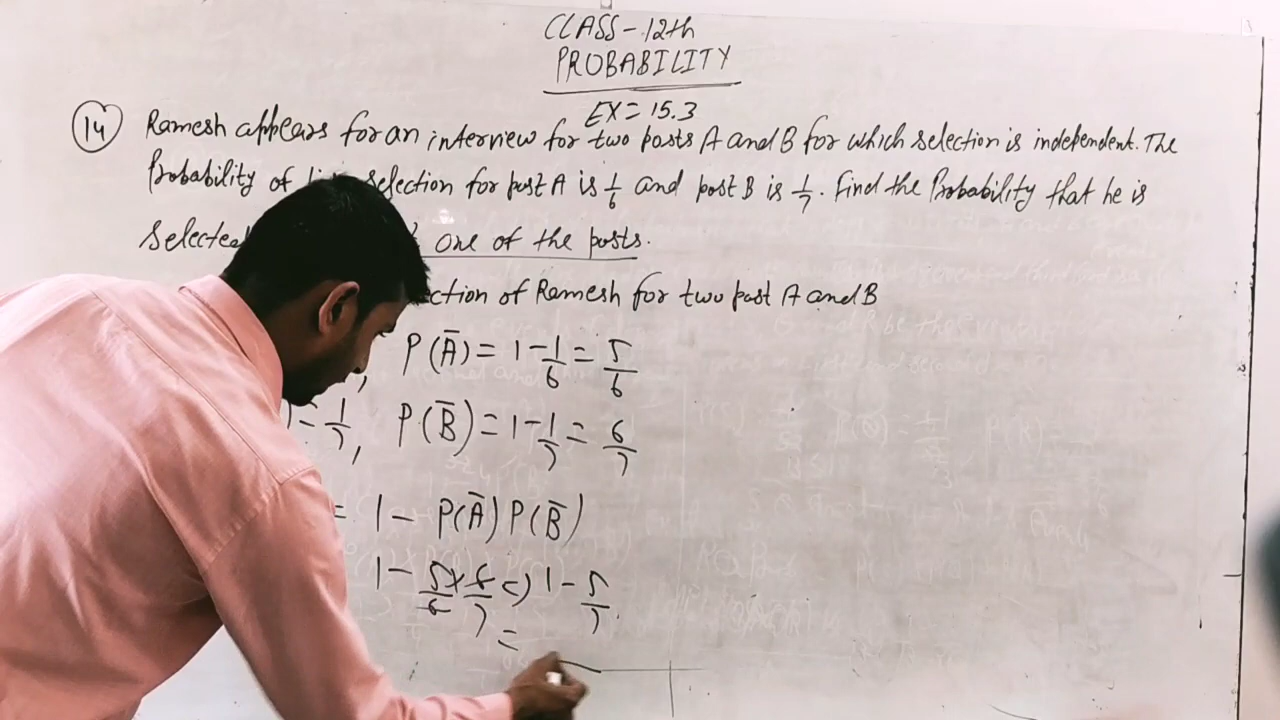 CLASS-12th
PROBABILITY
EX=15.3
14 Ramesh appears for an interview for two posts A and B for which selection is independent. The
Probability of selection for post A is 1/6 and post B is 1/7. Find the Probability that he is
Selected one of the posts.
ction of Ramesh for two post A and B
, P(Ā)=1-1/6=5/6
)=1/7, P(B̄)=1-1/7=6/7
= 1- P(Ā)P(B̄)
1-5/6×6/7 => 1-5/7
=